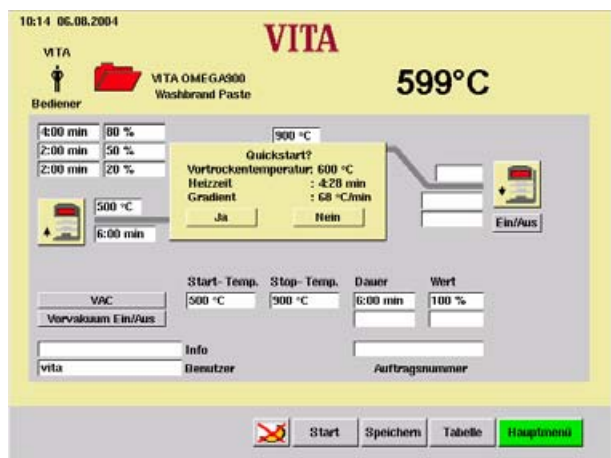 10:14 06.08.2004
VITA
VITA
Bediener
VITA OMEGA900
Washbrand Paste
599°C
4:00 min 80 %
2:00 min 50 %
2:00 min 20 %
900 °C
Quickstart?
Vortrockentemperatur: 600 °C
Heizzeit : 4:28 min
Gradient : 68 °C/min
Ja Nein
500 °C
6:00 min
Ein/Aus
Start-Temp. Stop-Temp. Dauer Wert
VAC 500 °C 900 °C 6:00 min 100 %
Vorvakuum Ein/Aus
Info
vita Benutzer Auftragsnummer
Start Speichern Tabelle Hauptmenü